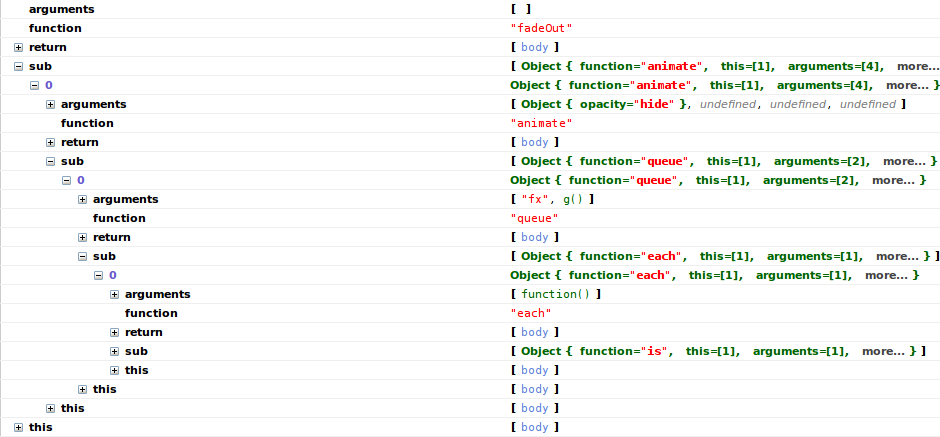 arguments [ ]
function "fadeOut"
return [ body ]
sub [ Object { function="animate", this=[1], arguments=[4], more...
0 Object { function="animate", this=[1], arguments=[4], more... }
arguments [ Object { opacity="hide" }, undefined, undefined, undefined ]
function "animate"
return [ body ]
sub [ Object { function="queue", this=[1], arguments=[2], more... }
0 Object { function="queue", this=[1], arguments=[2], more... }
arguments [ "fx", g() ]
function "queue"
return [ body ]
sub [ Object { function="each", this=[1], arguments=[1], more... } ]
0 Object { function="each", this=[1], arguments=[1], more... }
arguments [ function() ]
function "each"
return [ body ]
sub [ Object { function="is", this=[1], arguments=[1], more... } ]
this [ body ]
this [ body ]
this [ body ]
this [ body ]